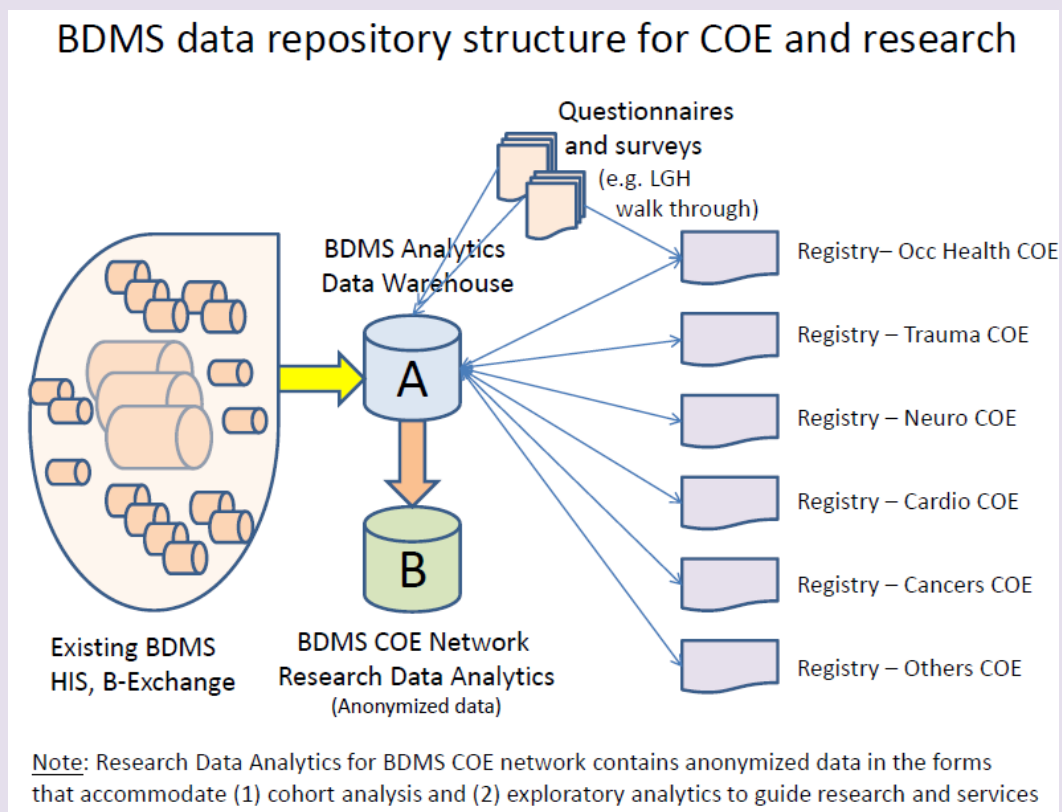 BDMS data repository structure for COE and research
Questionnaires
and surveys
(e.g. LGH
walk through)
BDMS Analytics
Data Warehouse
A
B
Existing BDMS
HIS, B-Exchange
BDMS COE Network
Research Data Analytics
(Anonymized data)
Registry– Occ Health COE
Registry – Trauma COE
Registry – Neuro COE
Registry – Cardio COE
Registry – Cancers COE
Registry – Others COE
Note: Research Data Analytics for BDMS COE network contains anonymized data in the forms
that accommodate (1) cohort analysis and (2) exploratory analytics to guide research and services